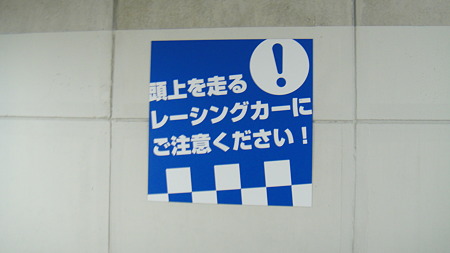 !
頭上を走る
レーシングカーに
ご注意ください!